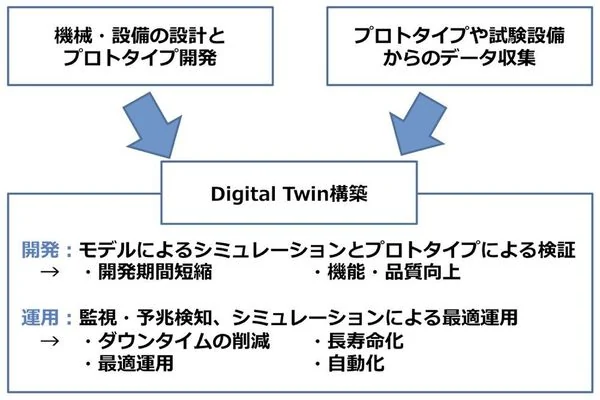 機械・設備の設計と
プロトタイプ開発
プロトタイプや試験設備
からのデータ収集
Digital Twin構築
開発：モデルによるシミュレーションとプロトタイプによる検証
→ ・開発期間短縮 ・機能・品質向上
運用：監視・予兆検知、シミュレーションによる最適運用
→ ・ダウンタイムの削減 ・長寿命化
・最適運用 ・自動化